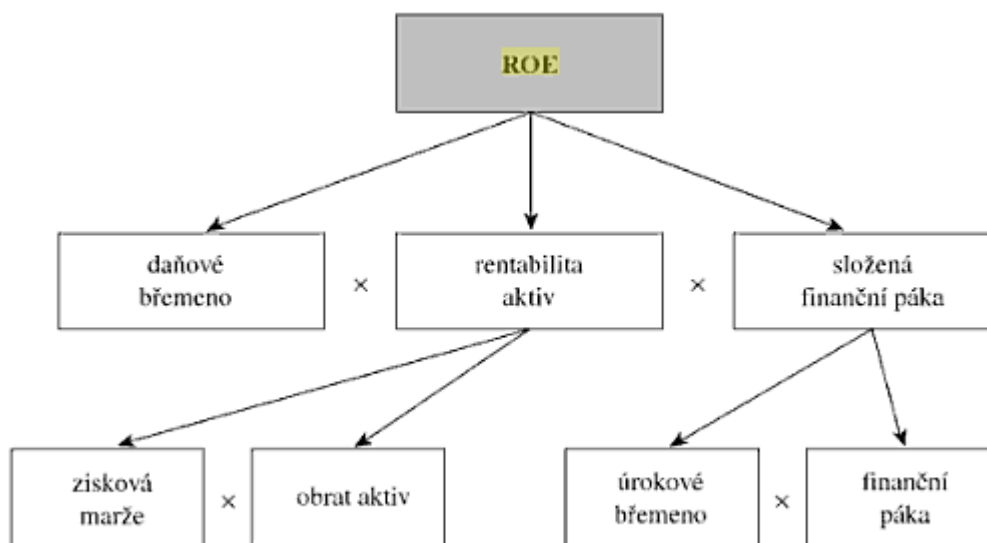 ROE
daňové
břemeno
×
rentabilita
aktiv
×
složená
finanční páka
zisková
marže
×
obrat aktiv
úrokové
břemeno
×
finanční
páka